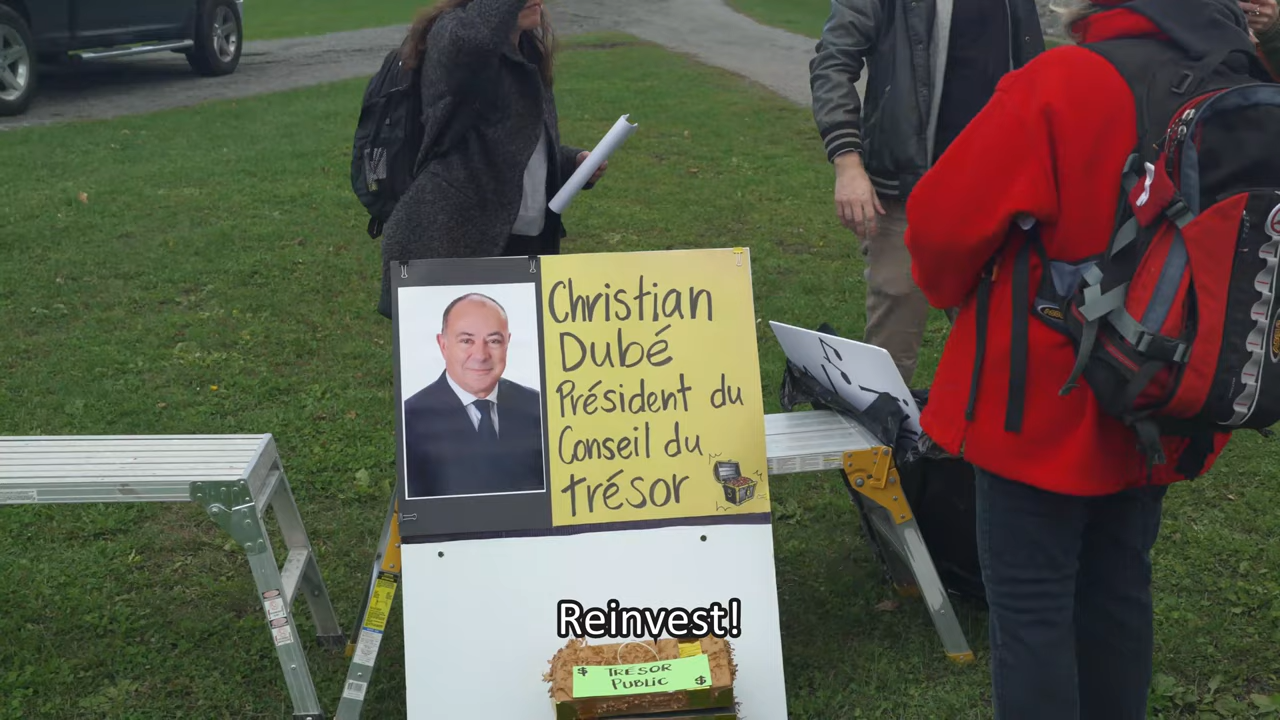 Christian
Dubé
Président du
Conseil du
trésor
Reinvest!
$ TRÉSOR
PUBLIC $